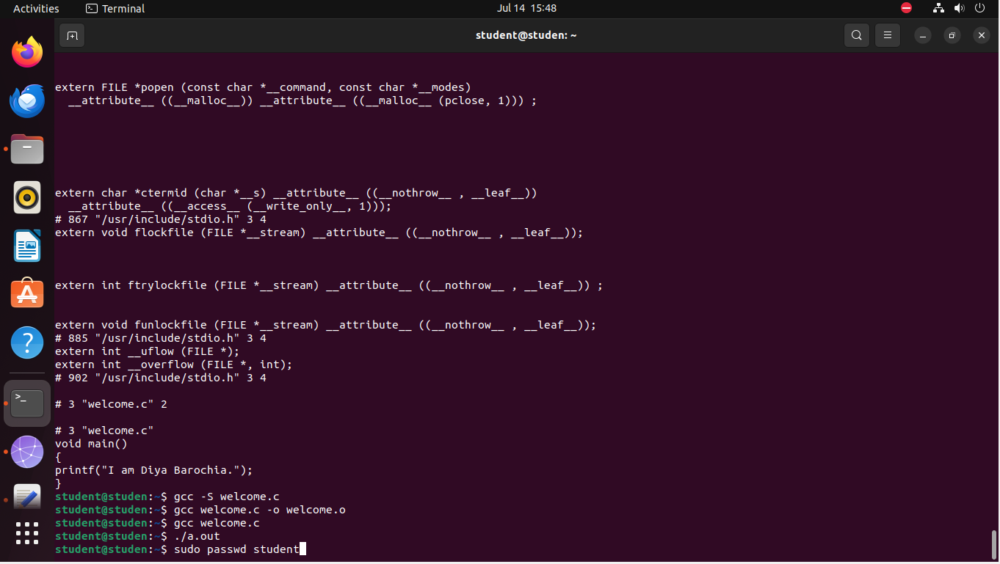 Activities Terminal Jul 14 15:48
student@studen: ~
extern FILE *popen (const char *__command, const char *__modes)
  __attribute__ ((__malloc__)) __attribute__ ((__malloc__ (pclose, 1))) ;
extern char *ctermid (char *__s) __attribute__ ((__nothrow__ , __leaf__))
  __attribute__ ((__access__ (__write_only__, 1)));
# 867 "/usr/include/stdio.h" 3 4
extern void flockfile (FILE *__stream) __attribute__ ((__nothrow__ , __leaf__));
extern int ftrylockfile (FILE *__stream) __attribute__ ((__nothrow__ , __leaf__)) ;
extern void funlockfile (FILE *__stream) __attribute__ ((__nothrow__ , __leaf__));
# 885 "/usr/include/stdio.h" 3 4
extern int __uflow (FILE *);
extern int __overflow (FILE *, int);
# 902 "/usr/include/stdio.h" 3 4
# 3 "welcome.c" 2
# 3 "welcome.c"
void main()
{
printf("I am Diya Barochia.");
}
student@studen:~$ gcc -S welcome.c
student@studen:~$ gcc welcome.c -o welcome.o
student@studen:~$ gcc welcome.c
student@studen:~$ ./a.out
student@studen:~$ sudo passwd student